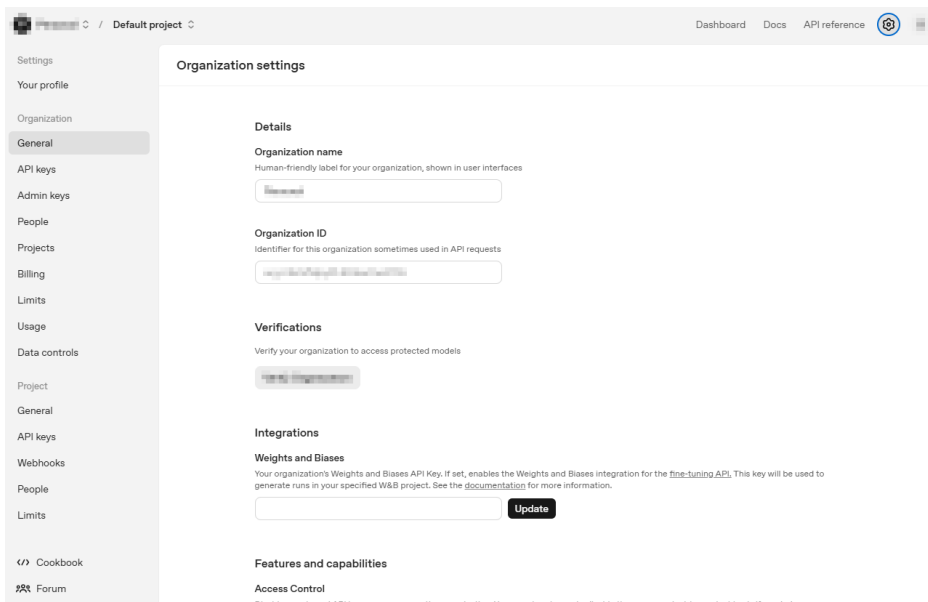 / Default project
Dashboard Docs API reference
Settings
Your profile
Organization
General
API keys
Admin keys
People
Projects
Billing
Limits
Usage
Data controls
Project
General
API keys
Webhooks
People
Limits
Cookbook
Forum
Organization settings
Details
Organization name
Human-friendly label for your organization, shown in user interfaces
Organization ID
Identifier for this organization sometimes used in API requests
Verifications
Verify your organization to access protected models
Integrations
Weights and Biases
Your organization's Weights and Biases API Key. If set, enables the Weights and Biases integration for the fine-tuning API. This key will be used to
generate runs in your specified W&B project. See the documentation for more information.
Update
Features and capabilities
Access Control